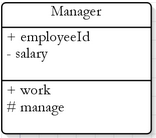 Manager
+ employeeId
- salary
+ work
# manage